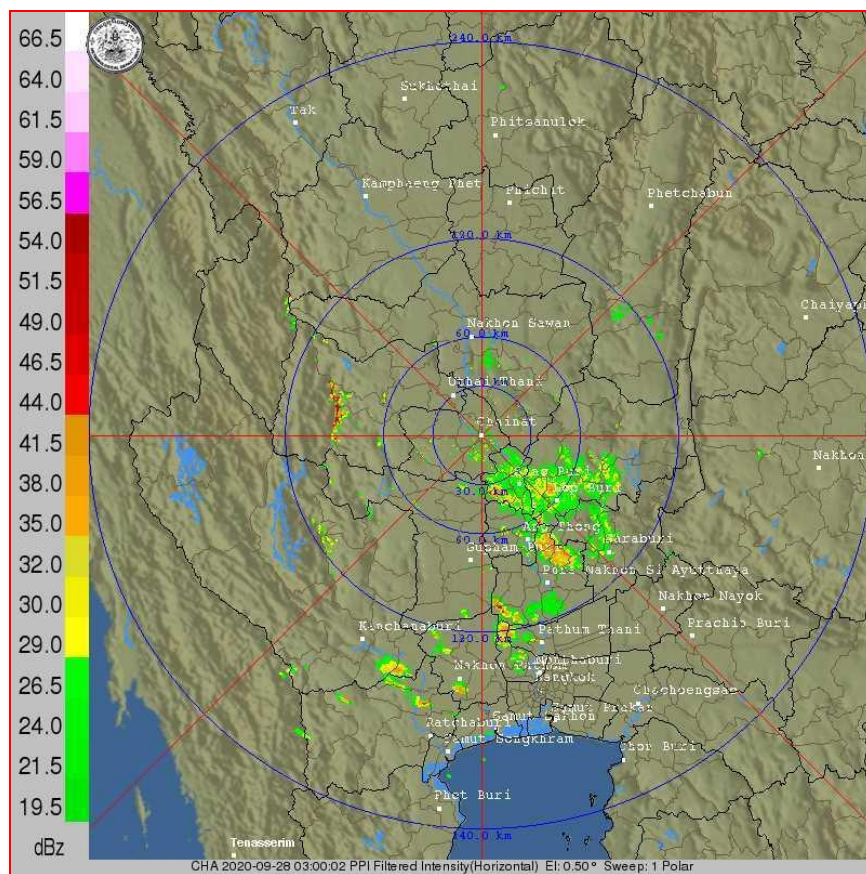 66.5
64.0
61.5
59.0
56.5
54.0
51.5
49.0
46.5
44.0
41.5
38.0
35.0
32.0
30.0
29.0
26.5
24.0
21.5
19.5
dBz
240.0 km
Sukhothai
Tak
Phitsanulok
Kamphaeng Phet
Phichit
Phetchabun
120.0 km
Chaiyaph
Nakhon Sawan
60.0 km
Uthai Thani
Chainat
Nakhon
Sing Buri
30.0 km
Lop Buri
Ang Thong
60.0 km
Saraburi
Phra Nakhon Si Ayutthaya
Nakhon Nayok
Kanchanaburi
120.0 km
Pathum Thani
Prachin Buri
Nonthaburi
Nakhon Pathom
Bangkok
Chachoengsao
Samut Prakan
Samut Sakhon
Ratchaburi
Samut Songkhram
Chon Buri
Phet Buri
240.0 km
Tenasserim
CHA 2020-09-28 03:00:02 PPI Filtered Intensity(Horizontal) El: 0.50° Sweep: 1 Polar